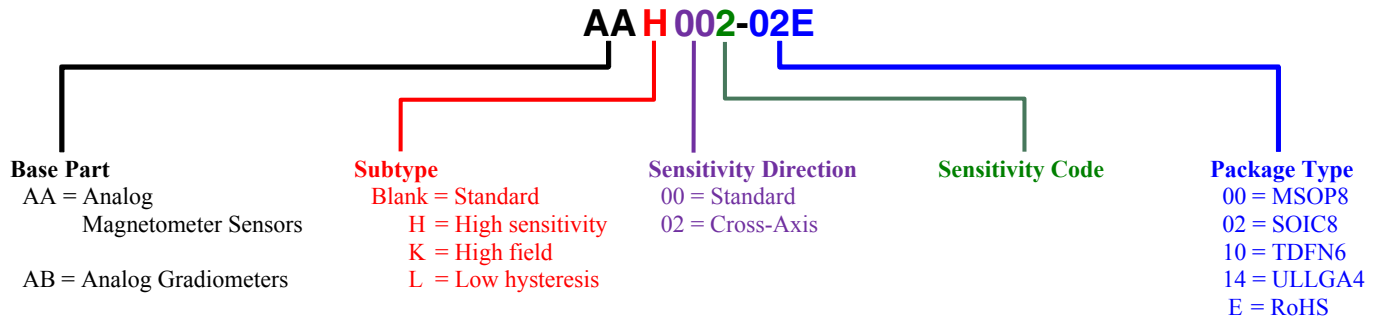 AA H 002-02E
Base Part
AA = Analog
Magnetometer Sensors
AB = Analog Gradiometers
Subtype
Blank = Standard
H = High sensitivity
K = High field
L = Low hysteresis
Sensitivity Direction
00 = Standard
02 = Cross-Axis
Sensitivity Code
Package Type
00 = MSOP8
02 = SOIC8
10 = TDFN6
14 = ULLGA4
E = RoHS